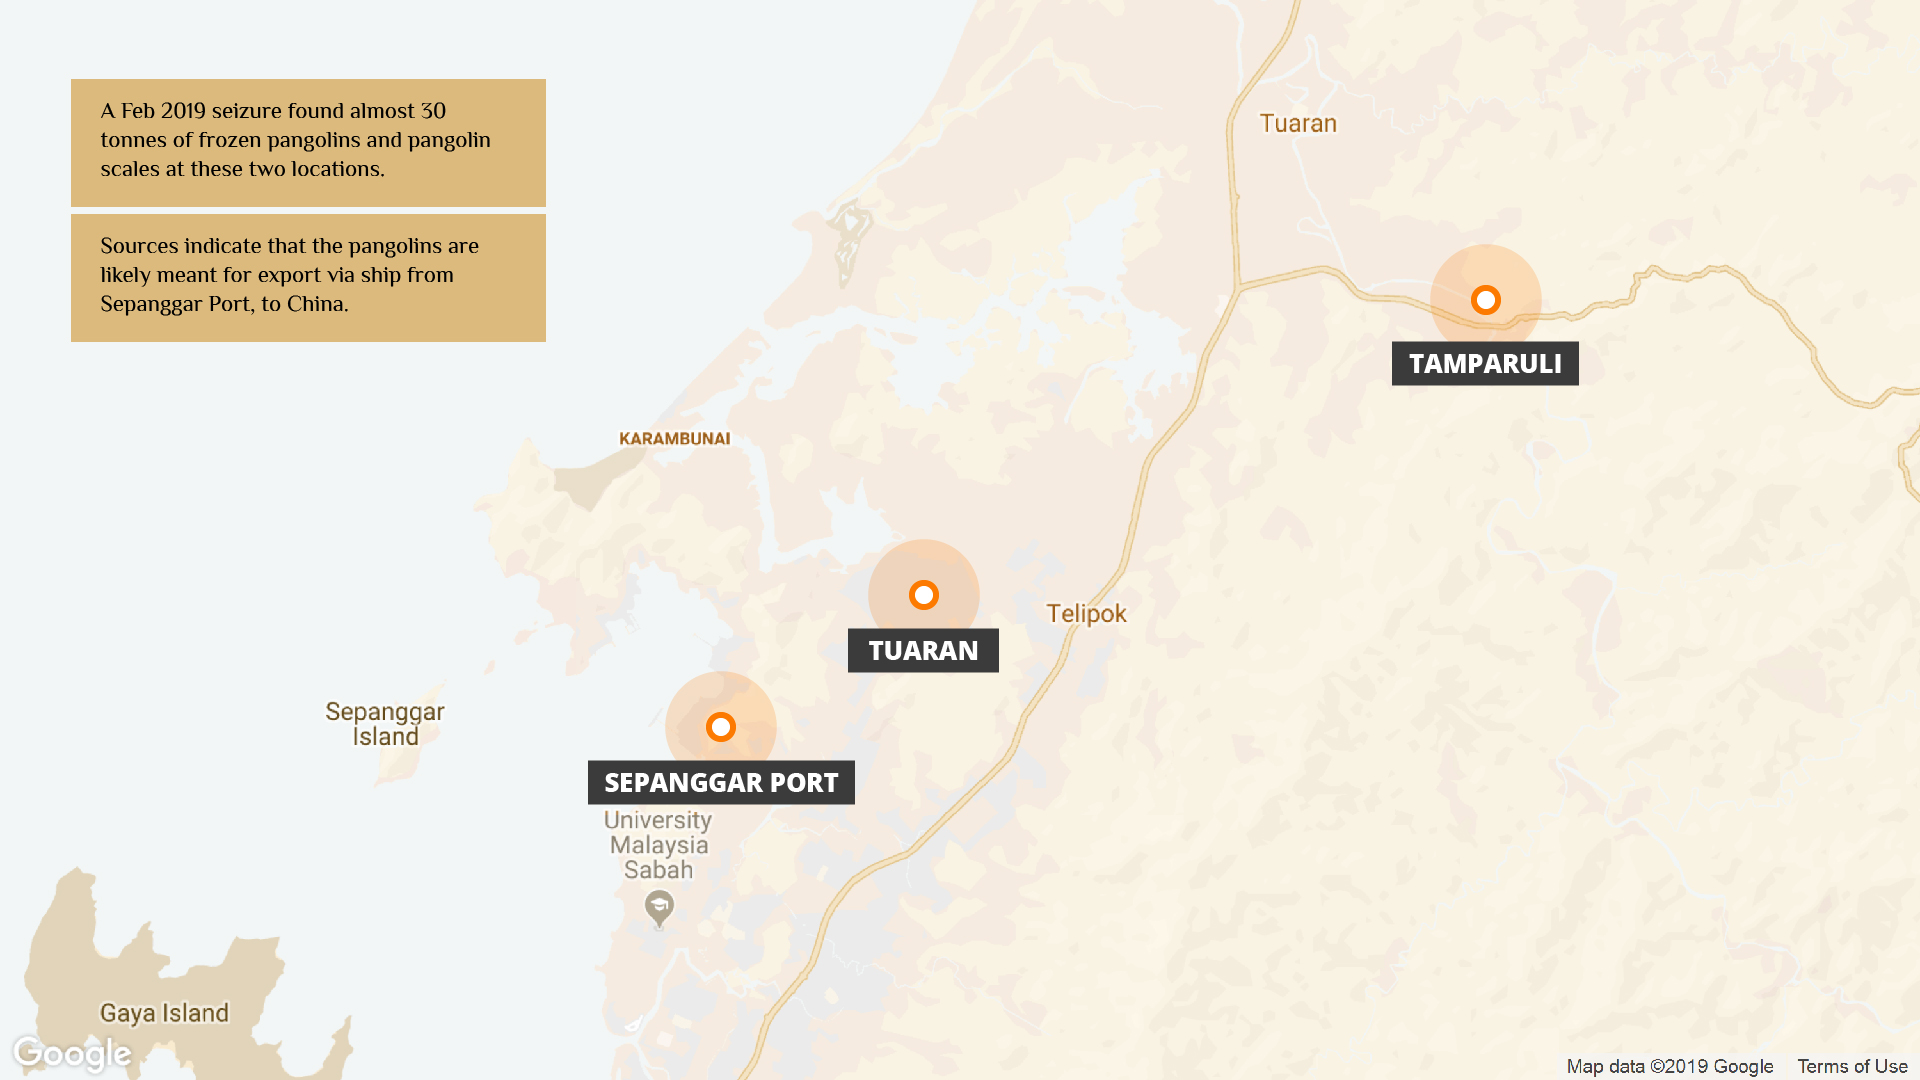 A Feb 2019 seizure found almost 30
tonnes of frozen pangolins and pangolin
scales at these two locations.
Sources indicate that the pangolins are
likely meant for export via ship from
Sepanggar Port, to China.
Tuaran
TAMPARULI
KARAMBUNAI
Telipok
TUARAN
Sepanggar
Island
SEPANGGAR PORT
University
Malaysia
Sabah
Gaya Island
Google
Map data ©2019 Google
Terms of Use